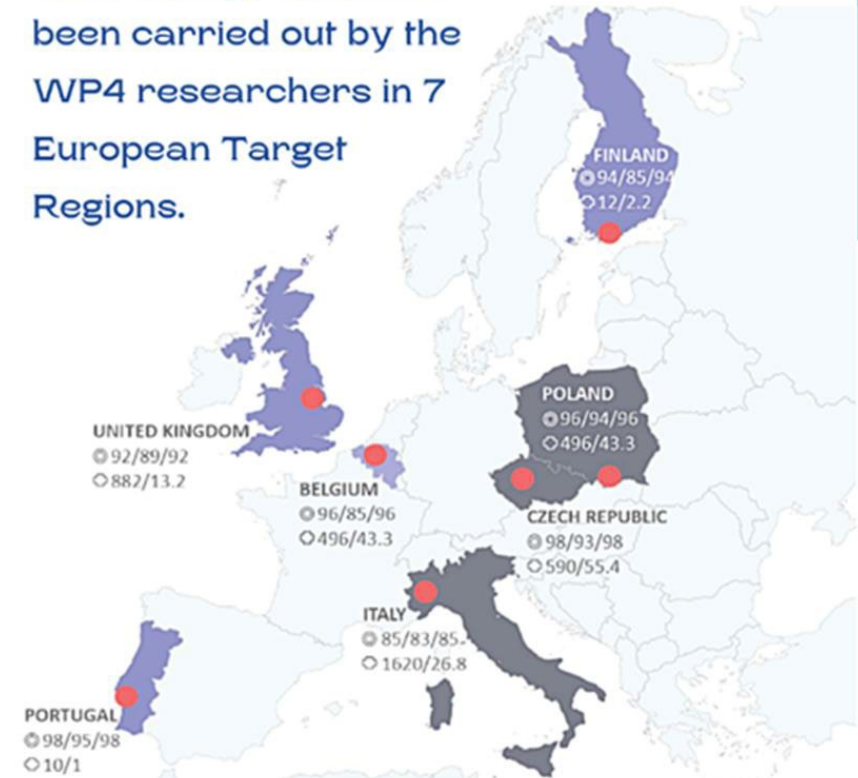 been carried out by the
WP4 researchers in 7
European Target
Regions.
FINLAND
94/85/94
12/2.2
UNITED KINGDOM
92/89/92
882/13.2
BELGIUM
96/85/96
496/43.3
POLAND
96/94/96
496/43.3
CZECH REPUBLIC
98/93/98
590/55.4
ITALY
85/83/85
1620/26.8
PORTUGAL
98/95/98
10/1